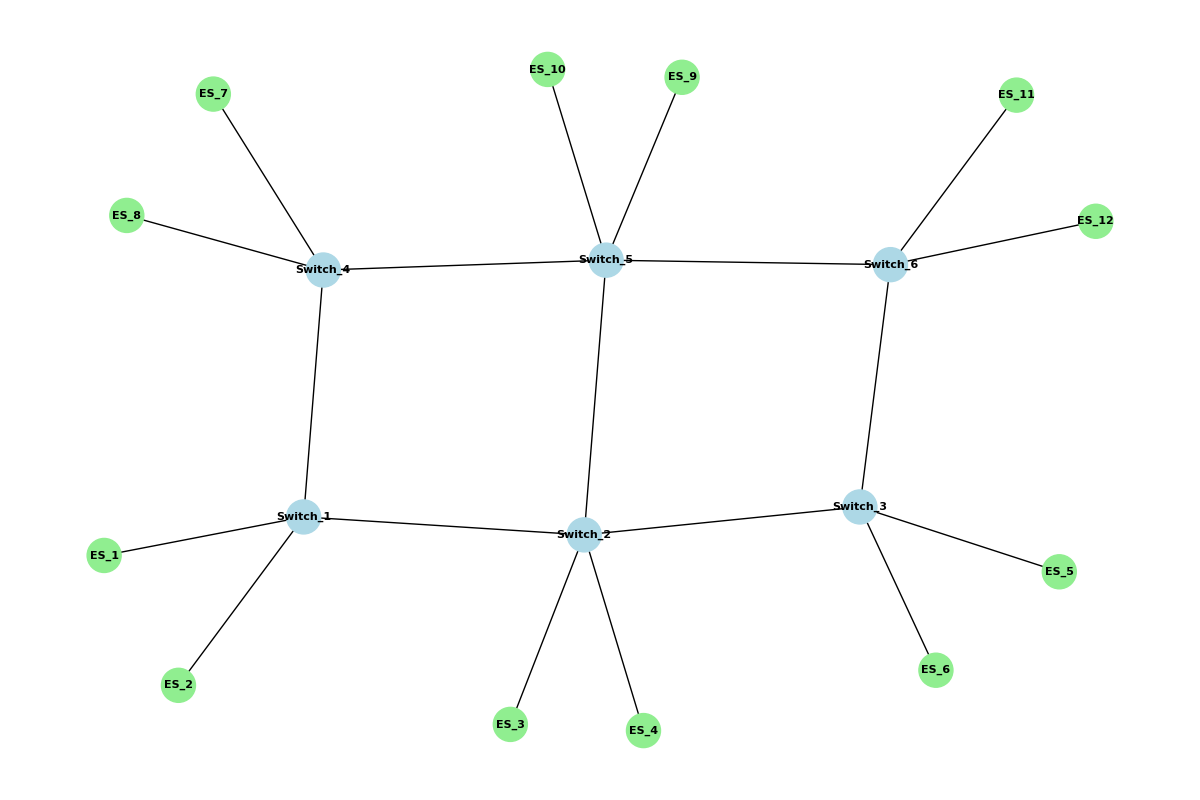 ES_10
ES_9
ES_7
ES_11
ES_8
ES_12
Switch_5
Switch_6
Switch_4
Switch_3
Switch_1
Switch_2
ES_1
ES_5
ES_6
ES_2
ES_3
ES_4